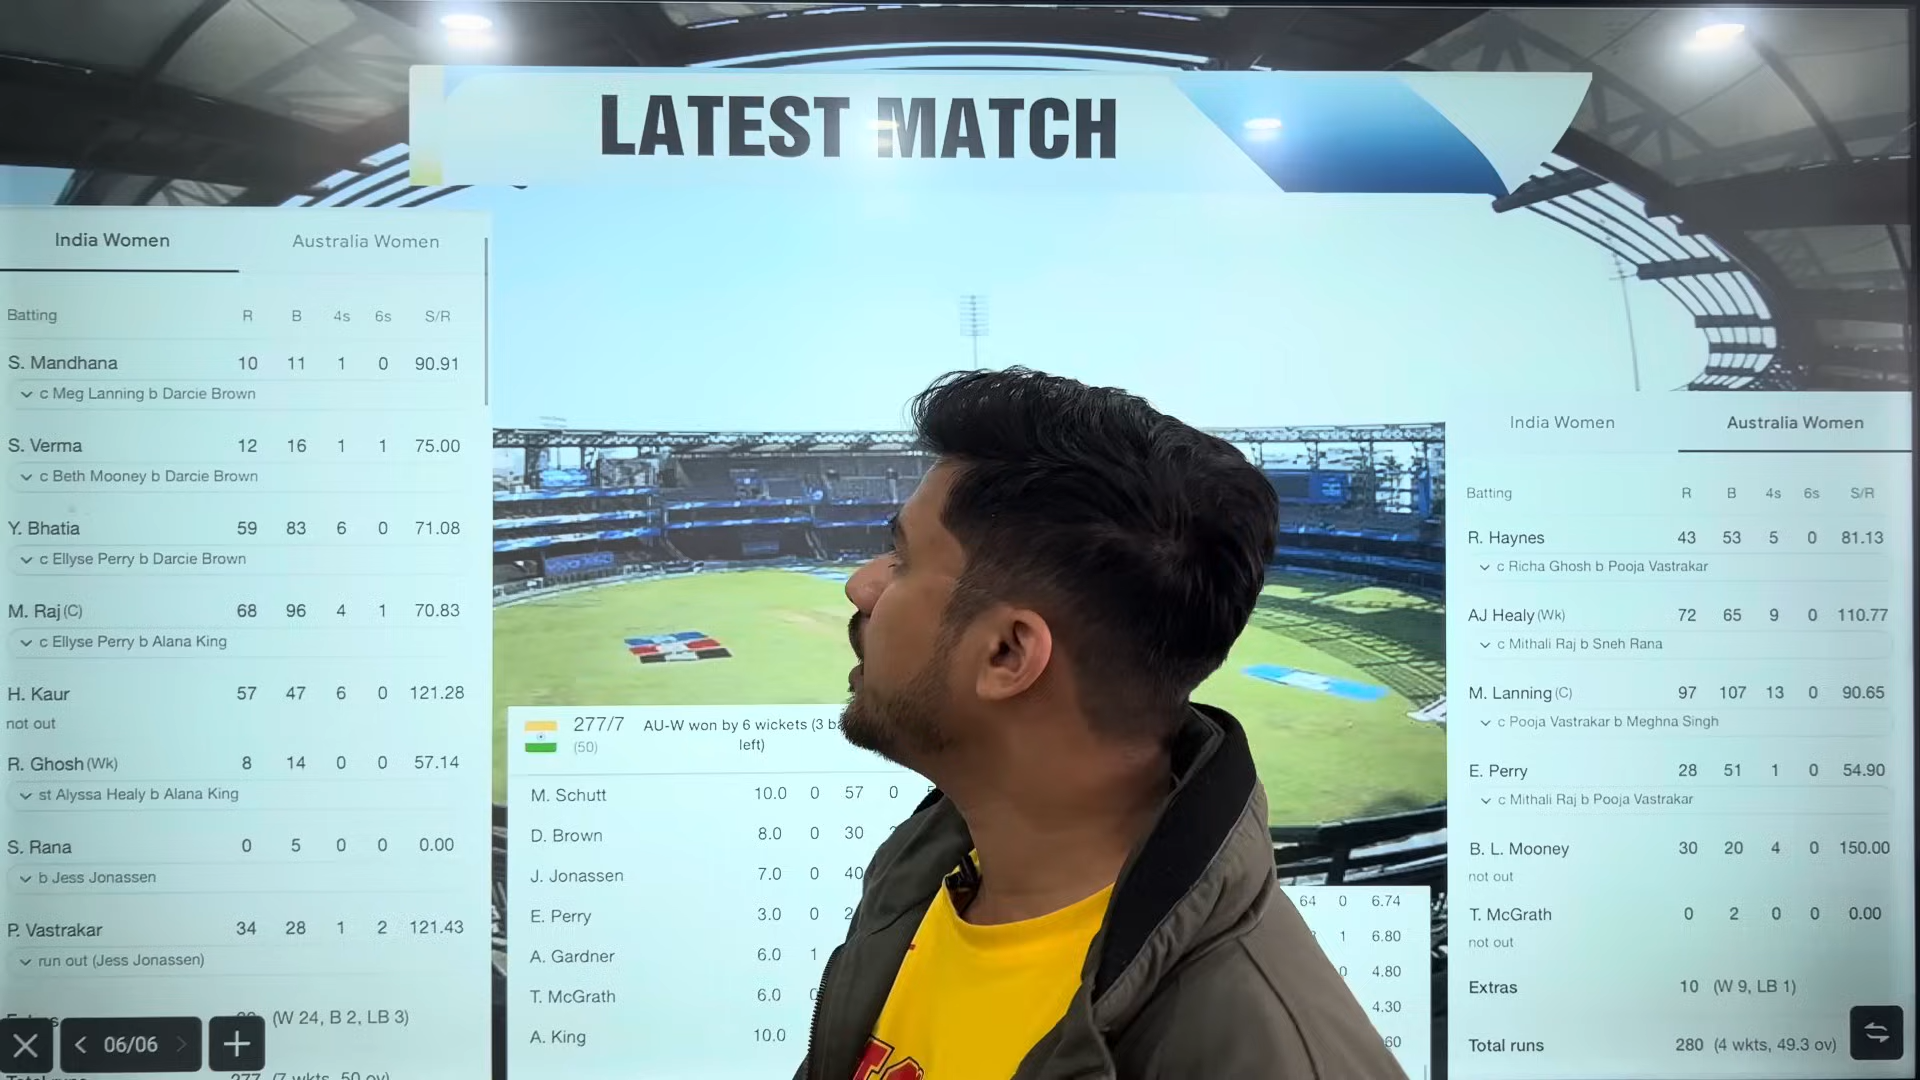 LATEST MATCH
India Women Australia Women
Batting R B 4s 6s S/R
S. Mandhana 10 11 1 0 90.91
c Meg Lanning b Darcie Brown
S. Verma 12 16 1 1 75.00
c Beth Mooney b Darcie Brown
Y. Bhatia 59 83 6 0 71.08
c Ellyse Perry b Darcie Brown
M. Raj (C) 68 96 4 1 70.83
c Ellyse Perry b Alana King
H. Kaur 57 47 6 0 121.28
not out
R. Ghosh (Wk) 8 14 0 0 57.14
st Alyssa Healy b Alana King
S. Rana 0 5 0 0 0.00
b Jess Jonassen
P. Vastrakar 34 28 1 2 121.43
run out (Jess Jonassen)
(W 24, B 2, LB 3)
06/06
277 (7 wkts, 50 ov)
277/7 AU-W won by 6 wickets (3
(50) left)
M. Schutt 10.0 0 57 0
D. Brown 8.0 0 30
J. Jonassen 7.0 0 40
E. Perry 3.0 0
A. Gardner 6.0 1
T. McGrath 6.0
A. King 10.0
64 0 6.74
1 6.80
0 4.80
4.30
60
India Women Australia Women
Batting R B 4s 6s S/R
R. Haynes 43 53 5 0 81.13
c Richa Ghosh b Pooja Vastrakar
AJ Healy (Wk) 72 65 9 0 110.77
c Mithali Raj b Sneh Rana
M. Lanning (C) 97 107 13 0 90.65
c Pooja Vastrakar b Meghna Singh
E. Perry 28 51 1 0 54.90
c Mithali Raj b Pooja Vastrakar
B. L. Mooney 30 20 4 0 150.00
not out
T. McGrath 0 2 0 0 0.00
not out
Extras 10 (W 9, LB 1)
Total runs 280 (4 wkts, 49.3 ov)